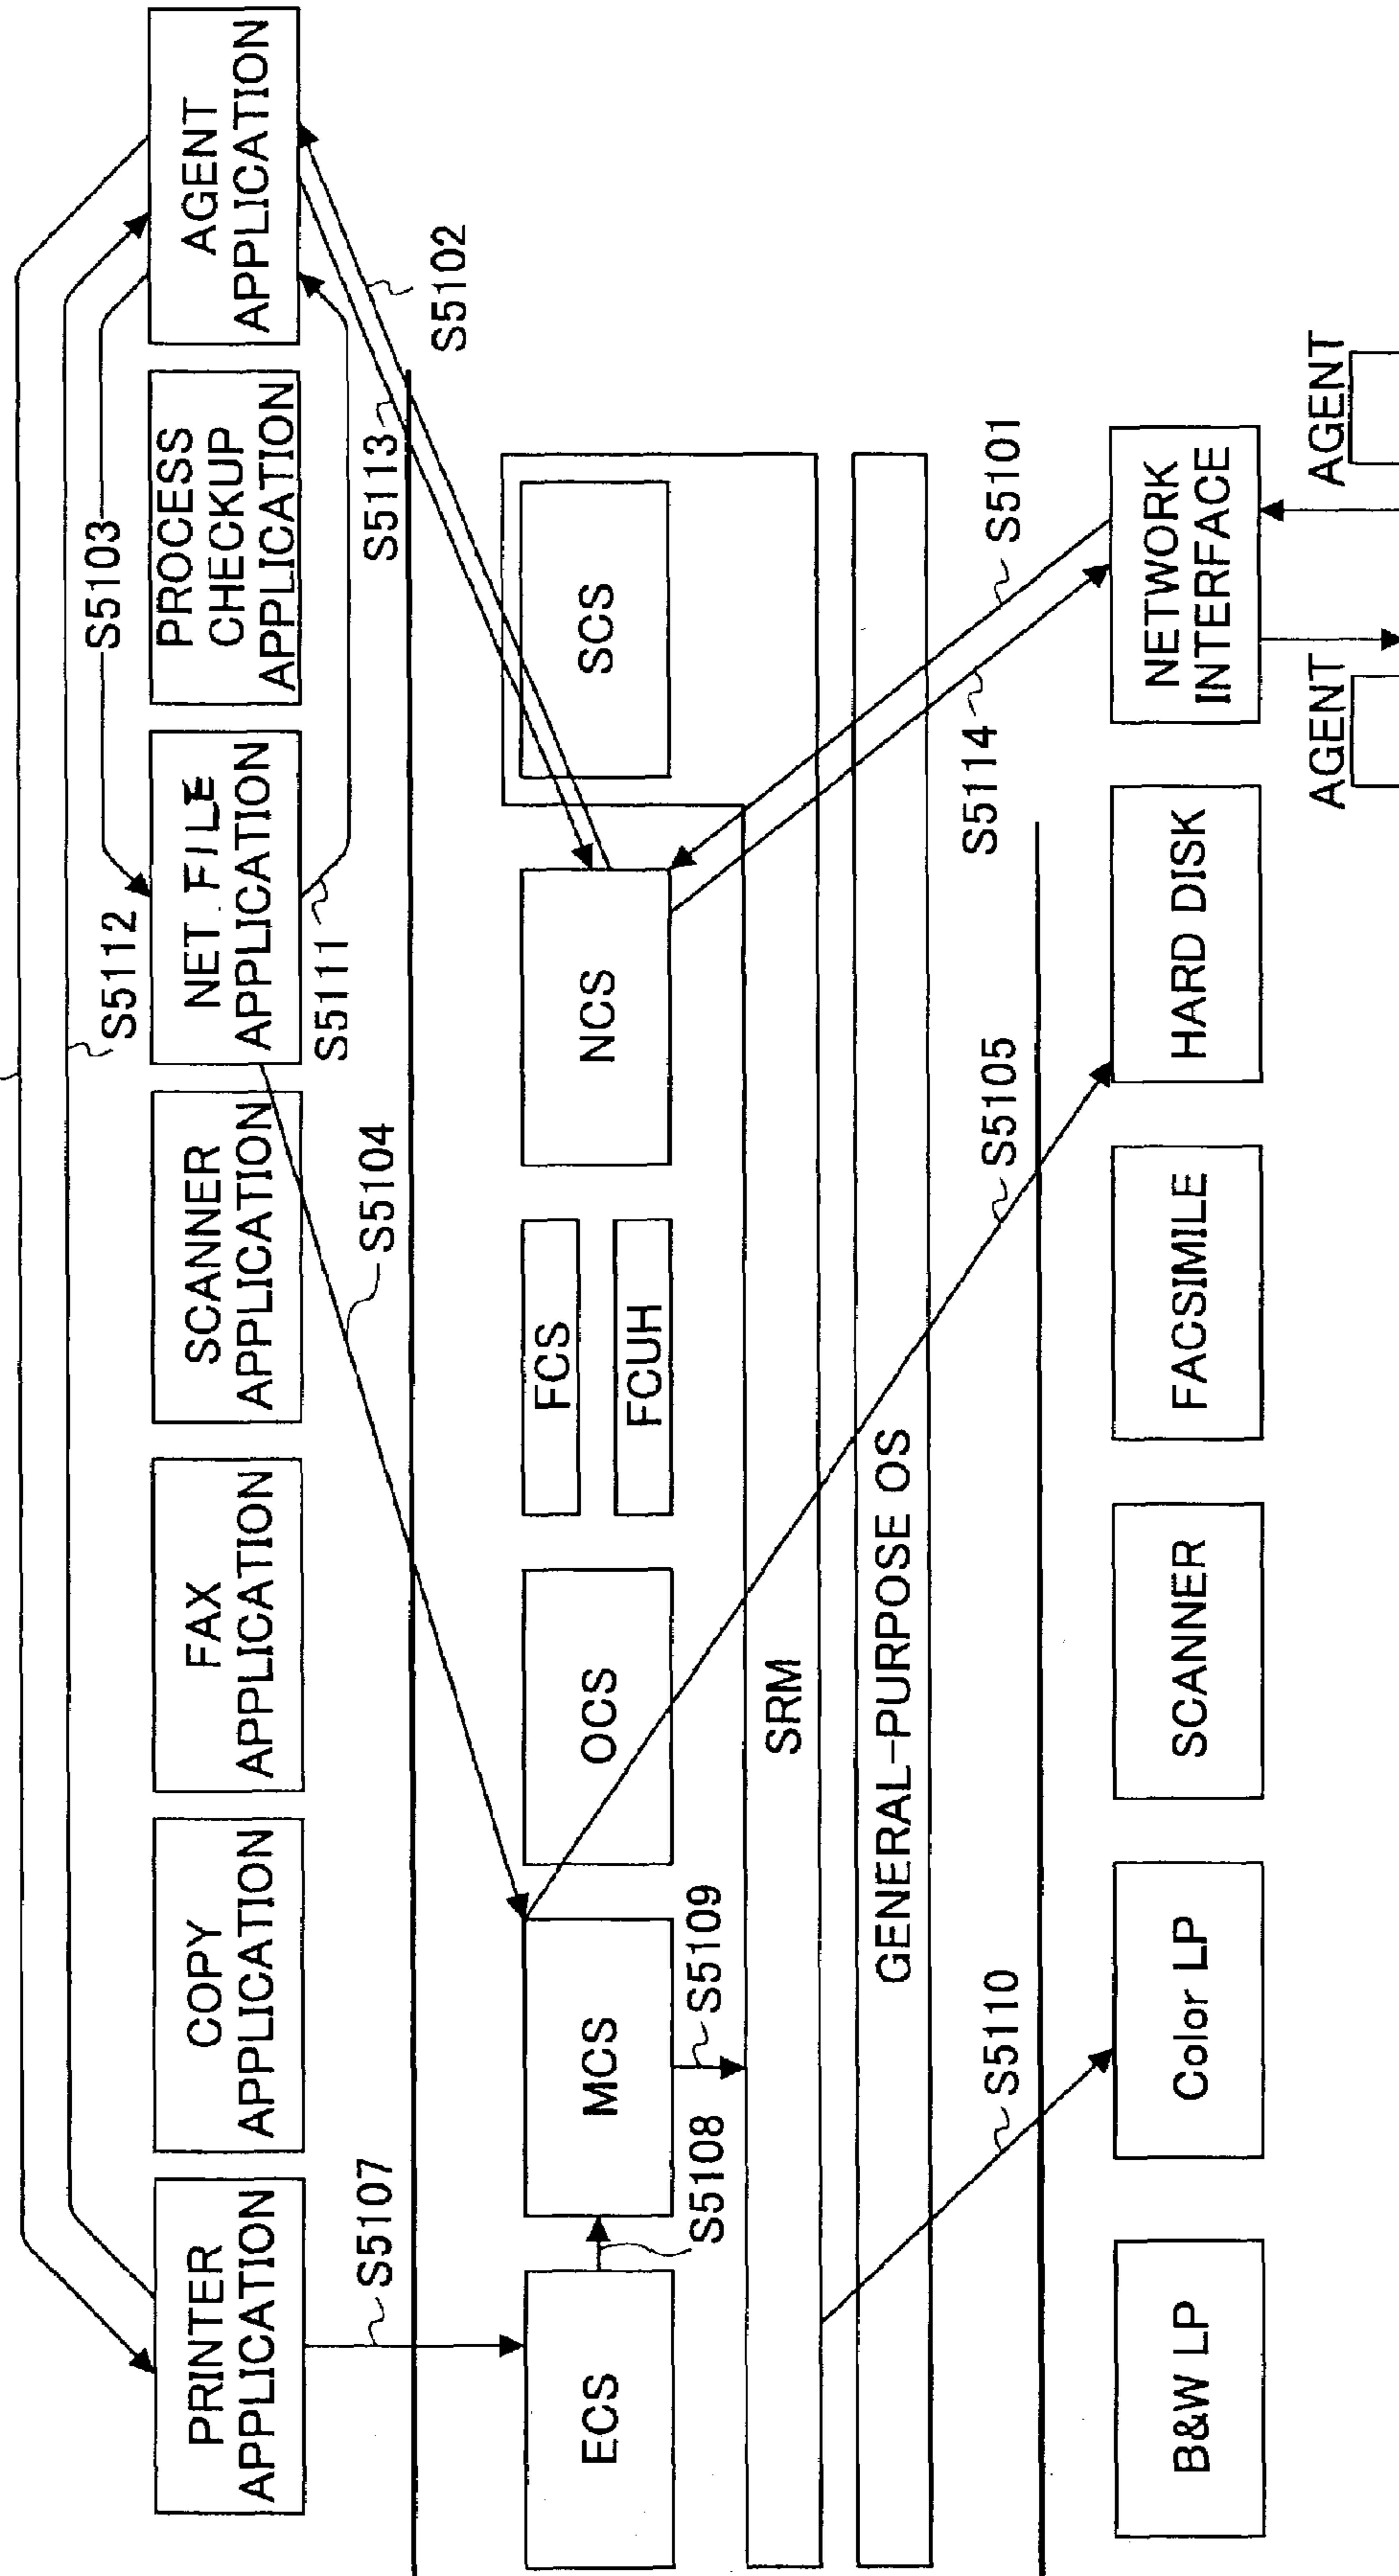 S5112
S5103
PRINTER
APPLICATION
COPY
APPLICATION
FAX
APPLICATION
SCANNER
APPLICATION
NET FILE
APPLICATION
PROCESS
CHECKUP
APPLICATION
AGENT
APPLICATION
S5107
S5104
S5111
S5113
S5102
ECS
MCS
OCS
FCS
FCUH
NCS
SCS
S5108
S5109
SRM
GENERAL-PURPOSE OS
S5110
S5105
S5114
S5101
B&W LP
Color LP
SCANNER
FACSIMILE
HARD DISK
NETWORK
INTERFACE
AGENT
AGENT